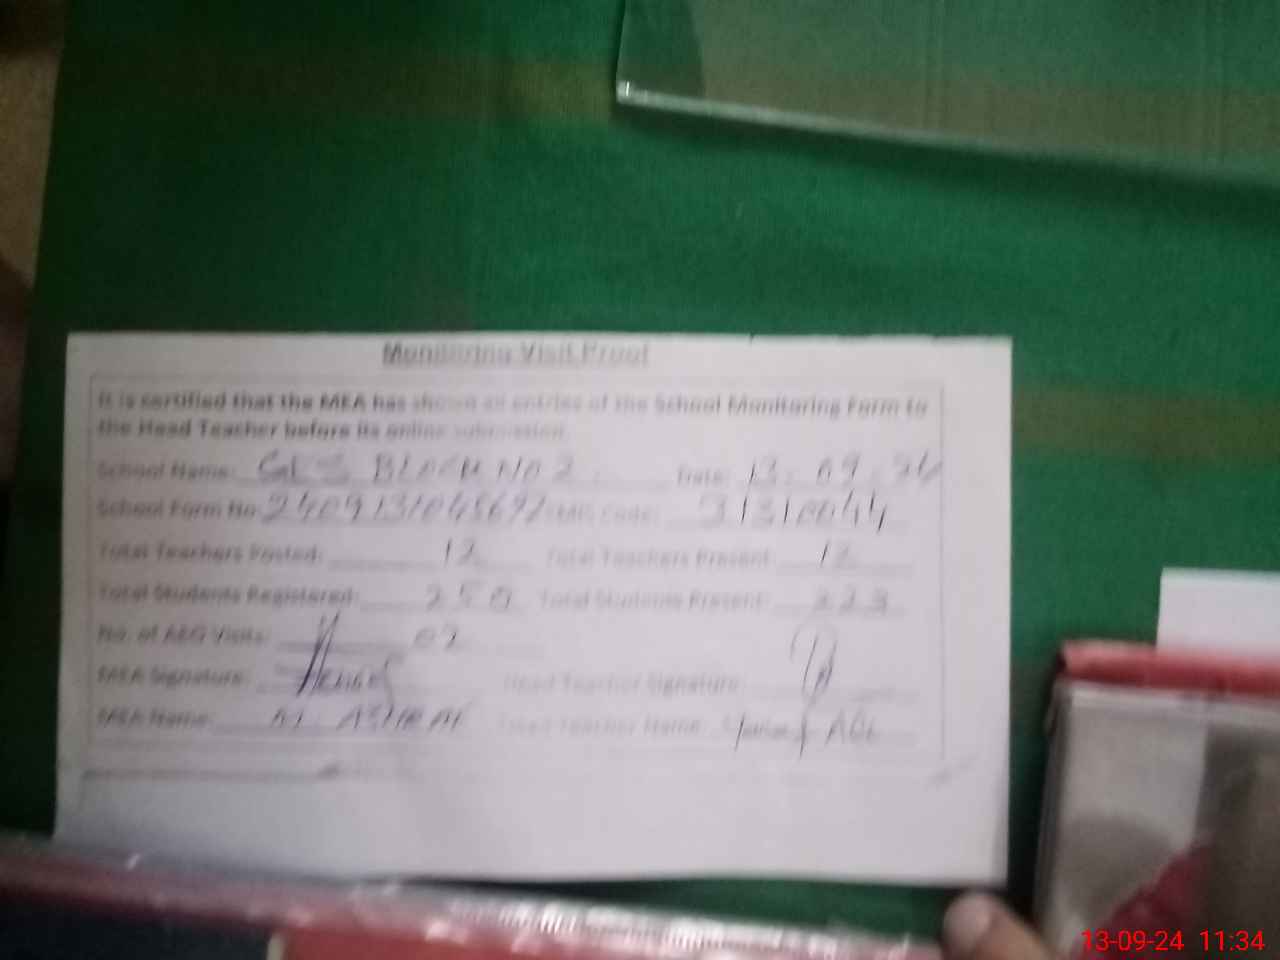 Monitoring Visit Proof
It is certified that the MEA has shown all entries of the School Monitoring Form to
the Head Teacher before its online submission.
School Name: GES BLOCK NO 2. Date: 13-09-24
School Form No: Code: 31310044
Total Teachers Posted: 12 Total Teachers Present: 12
Total Students Registered: 250 Total Students Present: 223
No. of AEO Visits: 02
MEA Signature: Head Teacher Signature:
MEA Name: M. ASHRAF Head Teacher Name:
13-09-24 11:34